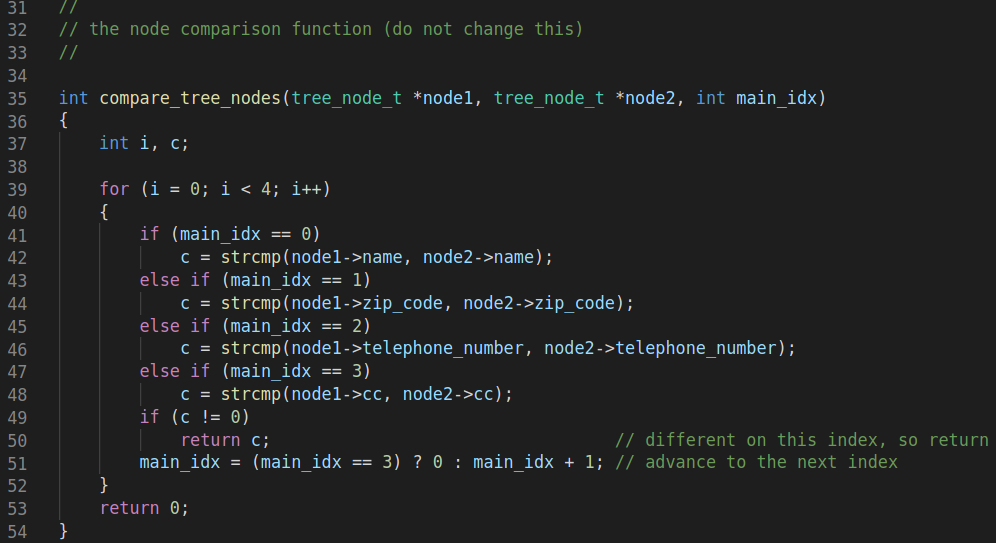 31 //
32 // the node comparison function (do not change this)
33 //
34
35 int compare_tree_nodes(tree_node_t *node1, tree_node_t *node2, int main_idx)
36 {
37     int i, c;
38
39     for (i = 0; i < 4; i++)
40     {
41         if (main_idx == 0)
42             c = strcmp(node1->name, node2->name);
43         else if (main_idx == 1)
44             c = strcmp(node1->zip_code, node2->zip_code);
45         else if (main_idx == 2)
46             c = strcmp(node1->telephone_number, node2->telephone_number);
47         else if (main_idx == 3)
48             c = strcmp(node1->cc, node2->cc);
49         if (c != 0)
50             return c;                                  // different on this index, so return
51         main_idx = (main_idx == 3) ? 0 : main_idx + 1; // advance to the next index
52     }
53     return 0;
54 }